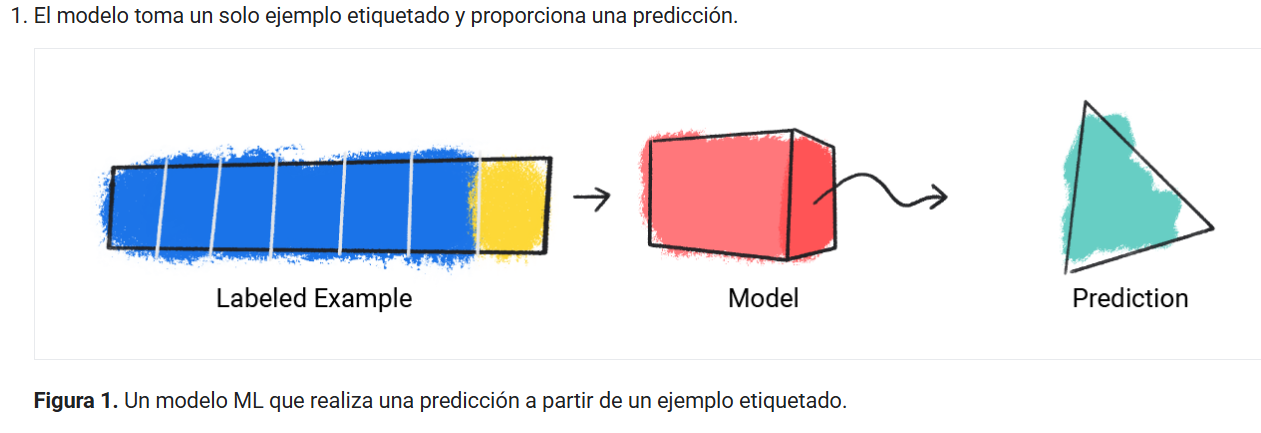 1. El modelo toma un solo ejemplo etiquetado y proporciona una predicción.
Labeled Example
Model
Prediction
Figura 1. Un modelo ML que realiza una predicción a partir de un ejemplo etiquetado.